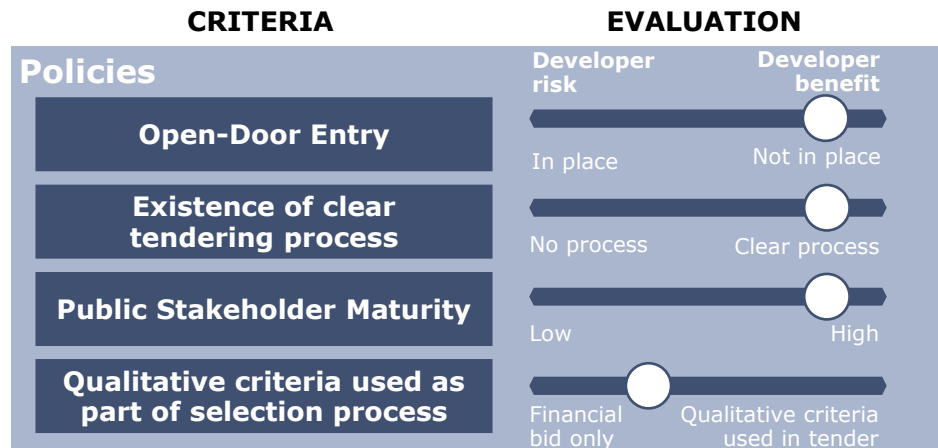 CRITERIA EVALUATION
Policies
Developer risk
Developer benefit
Open-Door Entry
In place Not in place
Existence of clear
tendering process
No process Clear process
Public Stakeholder Maturity
Low High
Qualitative criteria used as
part of selection process
Financial
bid only
Qualitative criteria
used in tender